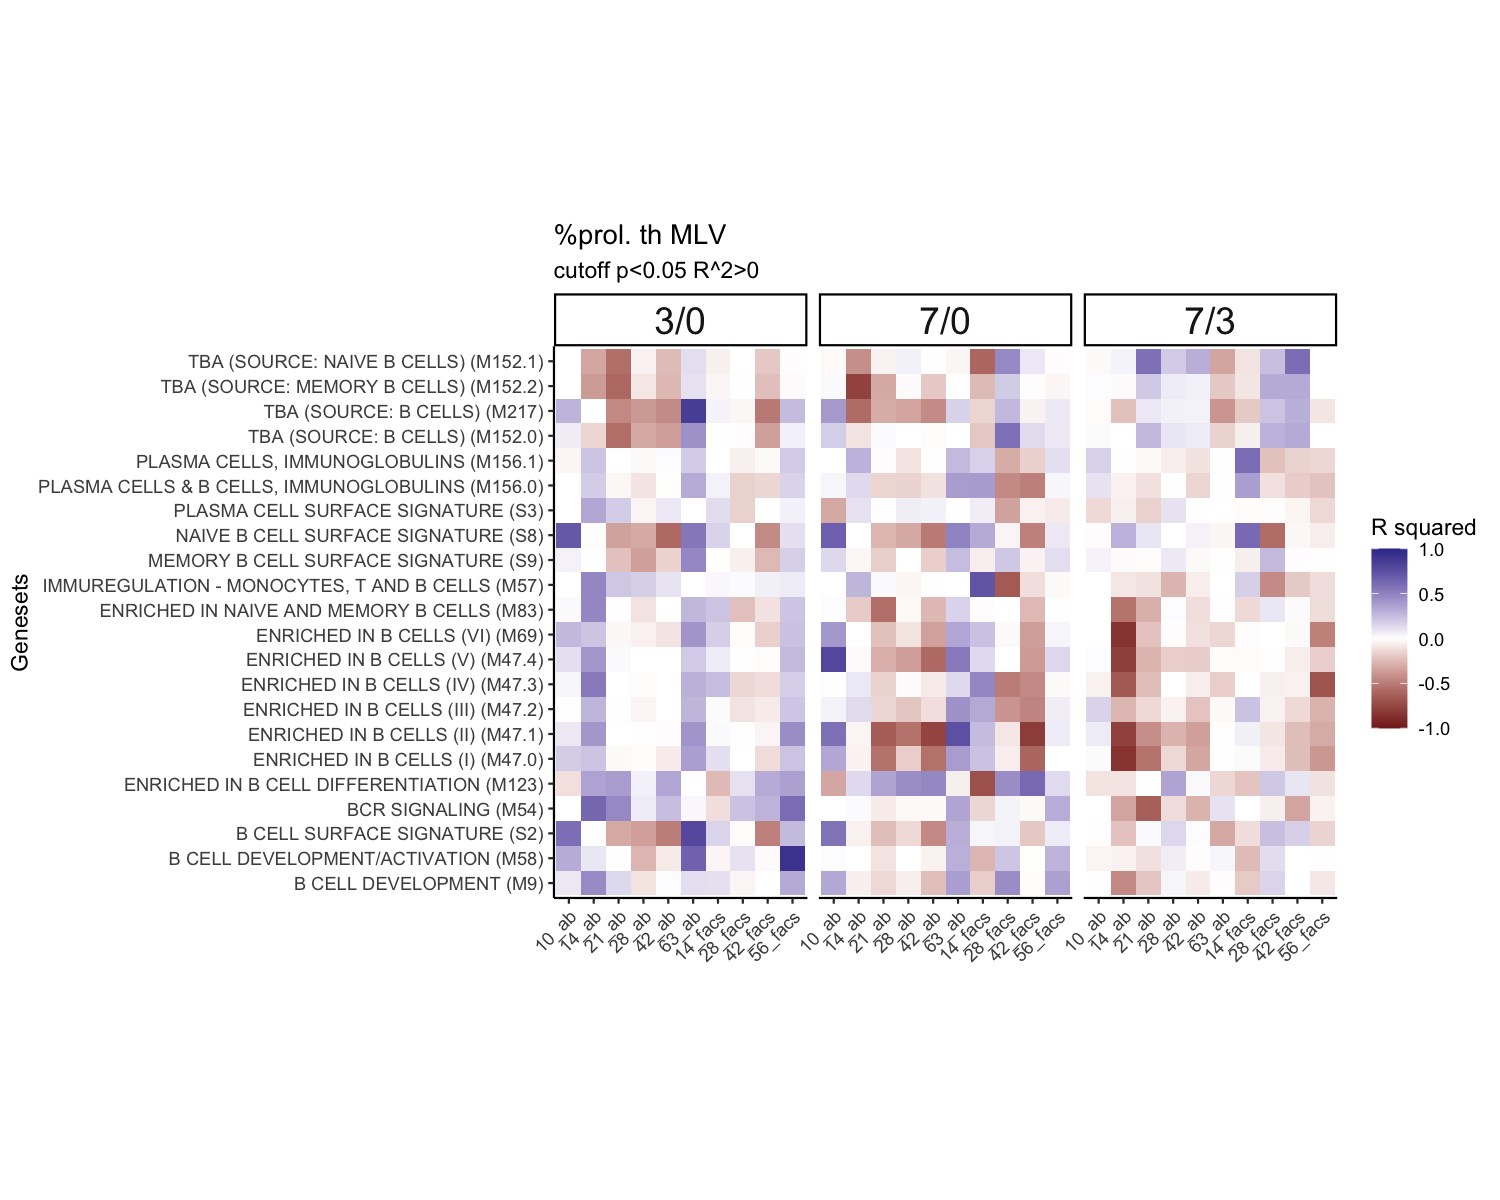 %prol. th MLV
cutoff p<0.05 R^2>0
3/0
7/0
7/3
Genesets
TBA (SOURCE: NAIVE B CELLS) (M152.1)
TBA (SOURCE: MEMORY B CELLS) (M152.2)
TBA (SOURCE: B CELLS) (M217)
TBA (SOURCE: B CELLS) (M152.0)
PLASMA CELLS, IMMUNOGLOBULINS (M156.1)
PLASMA CELLS & B CELLS, IMMUNOGLOBULINS (M156.0)
PLASMA CELL SURFACE SIGNATURE (S3)
NAIVE B CELL SURFACE SIGNATURE (S8)
MEMORY B CELL SURFACE SIGNATURE (S9)
IMMUREGULATION - MONOCYTES, T AND B CELLS (M57)
ENRICHED IN NAIVE AND MEMORY B CELLS (M83)
ENRICHED IN B CELLS (VI) (M69)
ENRICHED IN B CELLS (V) (M47.4)
ENRICHED IN B CELLS (IV) (M47.3)
ENRICHED IN B CELLS (III) (M47.2)
ENRICHED IN B CELLS (II) (M47.1)
ENRICHED IN B CELLS (I) (M47.0)
ENRICHED IN B CELL DIFFERENTIATION (M123)
BCR SIGNALING (M54)
B CELL SURFACE SIGNATURE (S2)
B CELL DEVELOPMENT/ACTIVATION (M58)
B CELL DEVELOPMENT (M9)
10_ab
14_ab
21_ab
28_ab
42_ab
63_ab
14_facs
28_facs
42_facs
56_facs
10_ab
14_ab
21_ab
28_ab
42_ab
63_ab
14_facs
28_facs
42_facs
56_facs
10_ab
14_ab
21_ab
28_ab
42_ab
63_ab
14_facs
28_facs
42_facs
56_facs
R squared
1.0
0.5
0.0
-0.5
-1.0